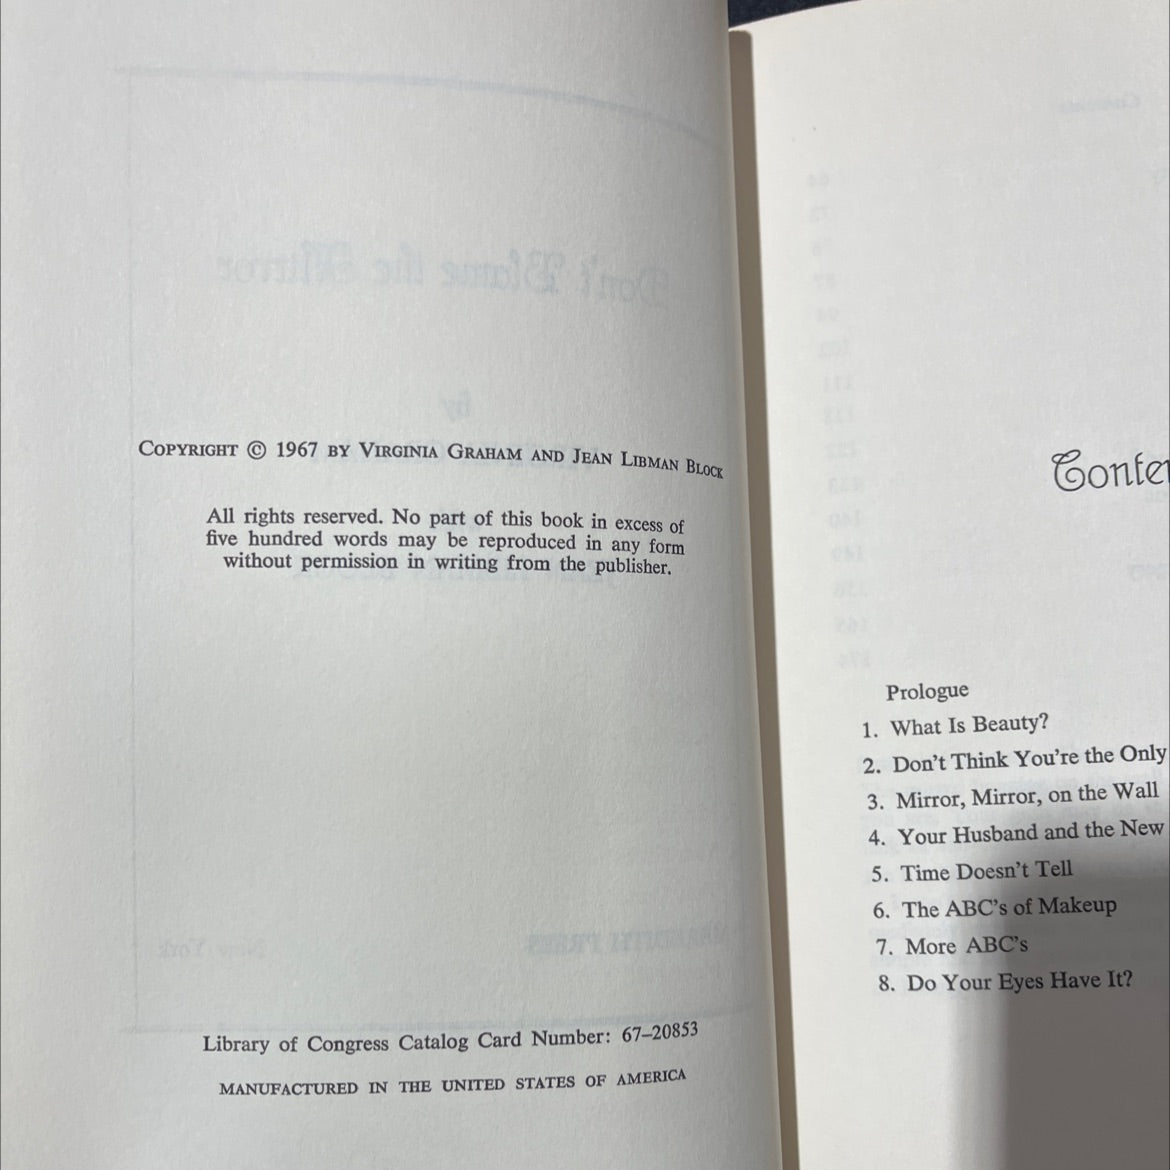 Copyright © 1967 by Virginia Graham and Jean Libman Block
All rights reserved. No part of this book in excess of
five hundred words may be reproduced in any form
without permission in writing from the publisher.
Library of Congress Catalog Card Number: 67–20853
MANUFACTURED IN THE UNITED STATES OF AMERICA
Conte
Prologue
1. What Is Beauty?
2. Don't Think You're the Only
3. Mirror, Mirror, on the Wall
4. Your Husband and the New
5. Time Doesn't Tell
6. The ABC's of Makeup
7. More ABC's
8. Do Your Eyes Have It?